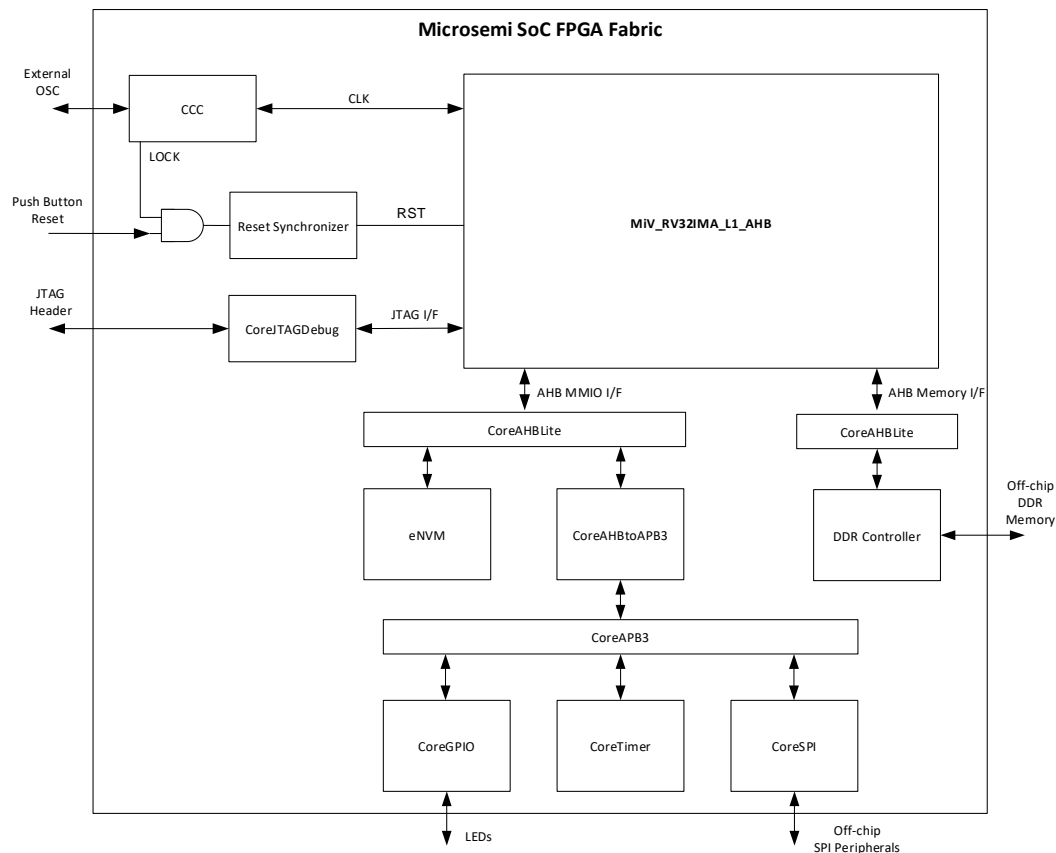 Microsemi SoC FPGA Fabric
External
OSC
CCC
CLK
LOCK
Push Button
Reset
Reset Synchronizer
RST
MiV_RV32IMA_L1_AHB
JTAG
Header
CoreJTAGDebug
JTAG I/F
AHB MMIO I/F
AHB Memory I/F
CoreAHBLite
CoreAHBLite
eNVM
CoreAHBtoAPB3
DDR Controller
Off-chip
DDR
Memory
CoreAPB3
CoreGPIO
CoreTimer
CoreSPI
LEDs
Off-chip
SPI Peripherals